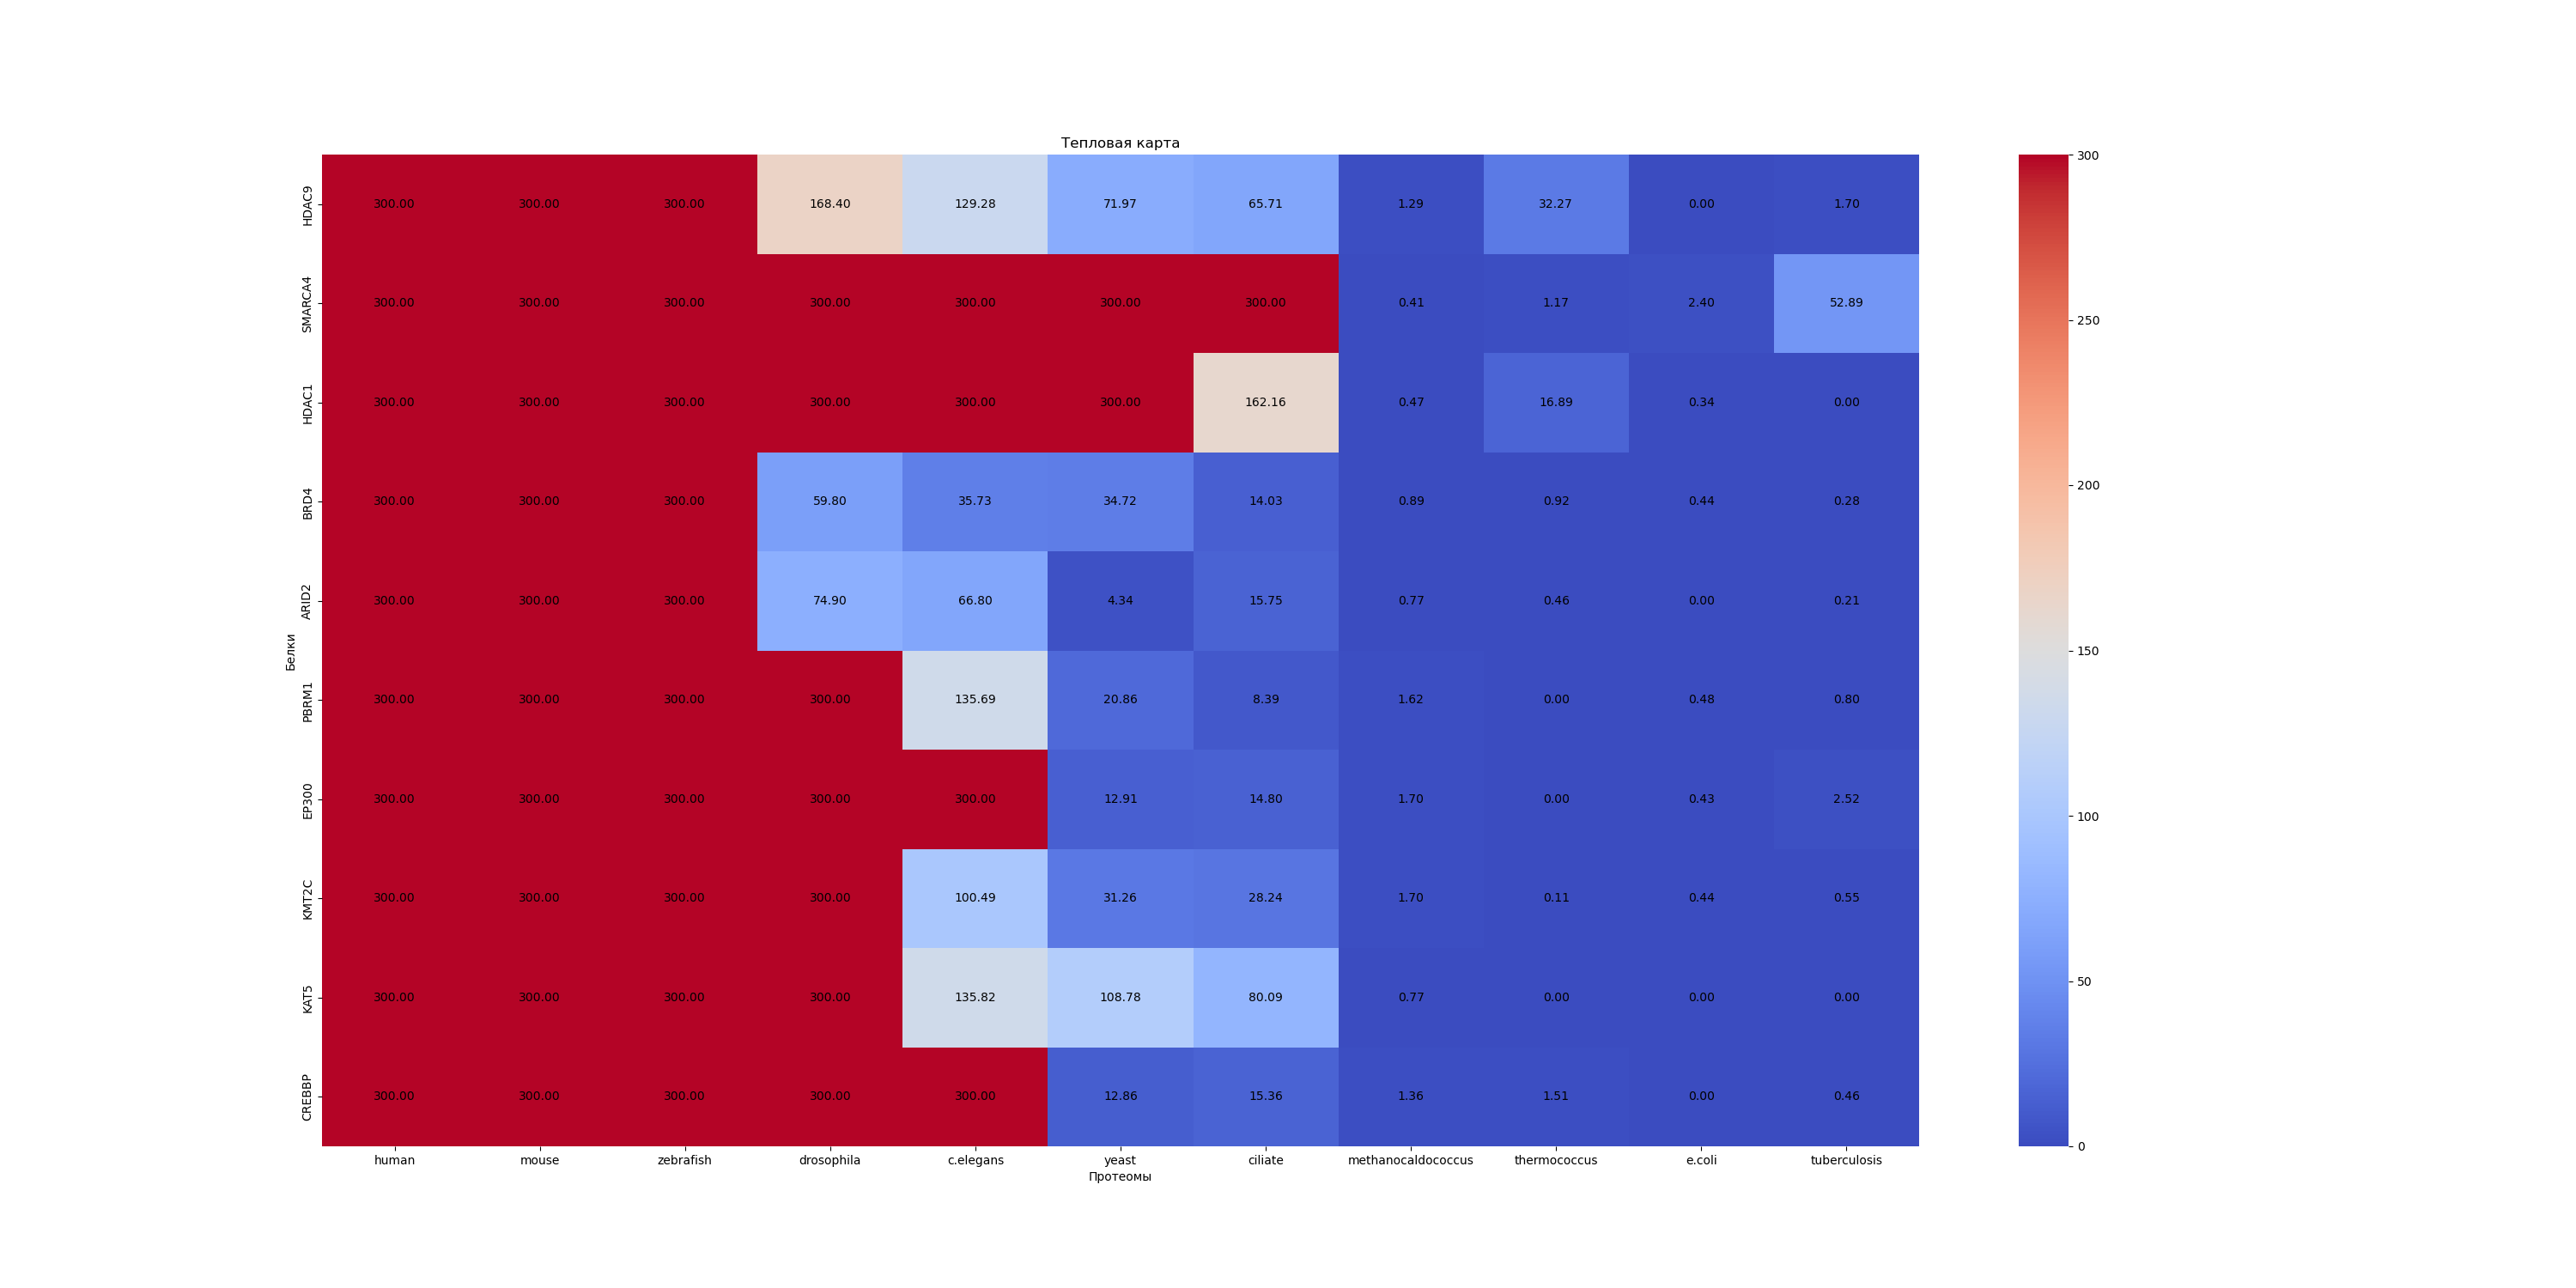 Тепловая карта
HDAC9 300.00 300.00 300.00 168.40 129.28 71.97 65.71 1.29 32.27 0.00 1.70
SMARCA4 300.00 300.00 300.00 300.00 300.00 300.00 300.00 0.41 1.17 2.40 52.89
HDAC1 300.00 300.00 300.00 300.00 300.00 300.00 162.16 0.47 16.89 0.34 0.00
BRD4 300.00 300.00 300.00 59.80 35.73 34.72 14.03 0.89 0.92 0.44 0.28
ARID2 300.00 300.00 300.00 74.90 66.80 4.34 15.75 0.77 0.46 0.00 0.21
Белки
PBRM1 300.00 300.00 300.00 300.00 135.69 20.86 8.39 1.62 0.00 0.48 0.80
EP300 300.00 300.00 300.00 300.00 300.00 12.91 14.80 1.70 0.00 0.43 2.52
KMT2C 300.00 300.00 300.00 300.00 100.49 31.26 28.24 1.70 0.11 0.44 0.55
KAT5 300.00 300.00 300.00 300.00 135.82 108.78 80.09 0.77 0.00 0.00 0.00
CREBBP 300.00 300.00 300.00 300.00 300.00 12.86 15.36 1.36 1.51 0.00 0.46
human mouse zebrafish drosophila c.elegans yeast ciliate methanocaldococcus thermococcus e.coli tuberculosis
Протеомы
300
250
200
150
100
50
0